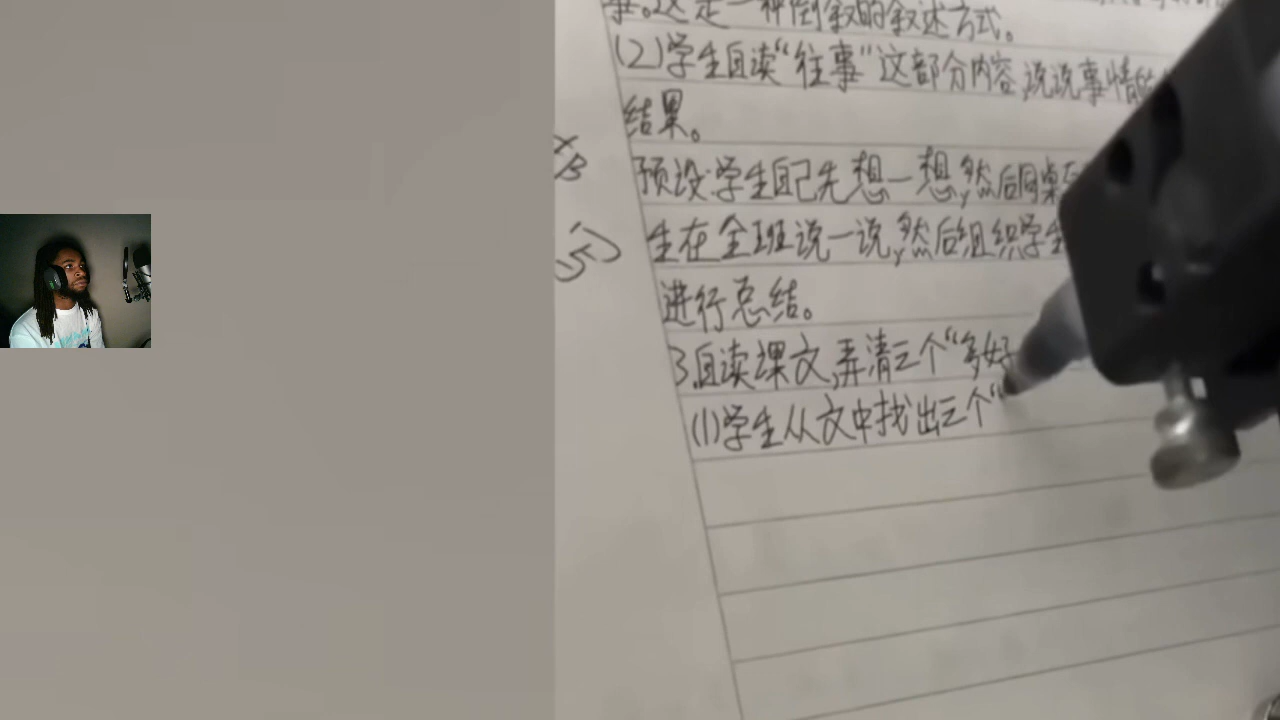 事。这是一种倒叙的叙述方式。
(2)学生自读“往事”这部分内容,说说事情的
结果。
预设:学生自己先想一想,然后同桌
生在全班说一说,然后组织学生
进行总结。
3.自读课文,弄清三个“多好
(1)学生从文中找出三个“